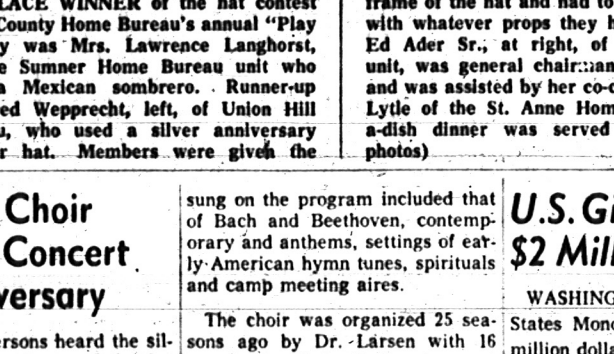 LACE WINNER of the hat contest
County Home Bureau's annual "Play
y was Mrs. Lawrence Langhorst,
e Sumner Home Bureau unit who
a Mexican sombrero. Runner-up
ed Wepprecht, left, of Union Hill
u, who used a silver anniversary
r hat. Members were given the
frame of the hat and had to
with whatever props they h
Ed Ader Sr., at right, of
unit, was general chairman
and was assisted by her co-c
Lytle of the St. Anne Hom
a-dish dinner was served
photos)
Choir
Concert
versary
ersons heard the sil-
sung on the program included that
of Bach and Beethoven, contemp-
orary and anthems, settings of ear-
ly American hymn tunes, spirituals
and camp meeting aires.
The choir was organized 25 sea-
sons ago by Dr. Larsen with 16
U.S. Gi
$2 Mill
WASHING
States Mone
million dolla